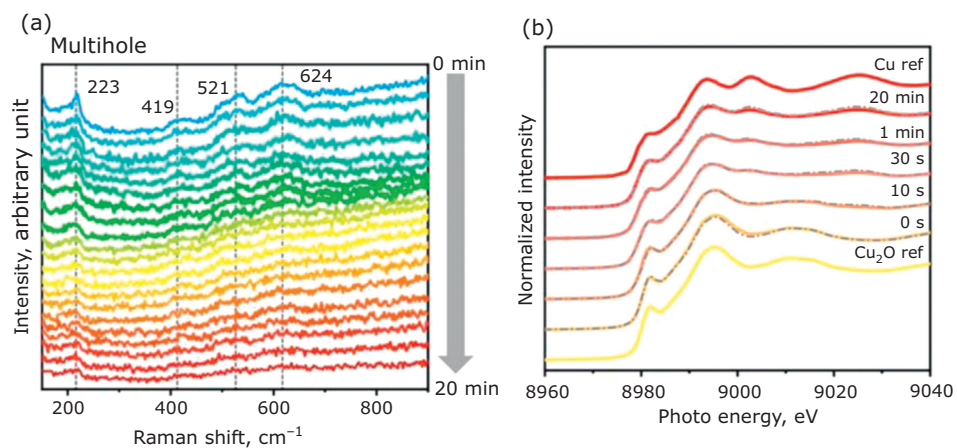 (a)
Multihole
0 min
223
419
521
624
Intensity, arbitrary unit
20 min
200
400
600
800
Raman shift, cm⁻¹
(b)
Cu ref
20 min
1 min
30 s
10 s
0 s
Cu₂O ref
Normalized intensity
8960
8980
9000
9020
9040
Photo energy, eV